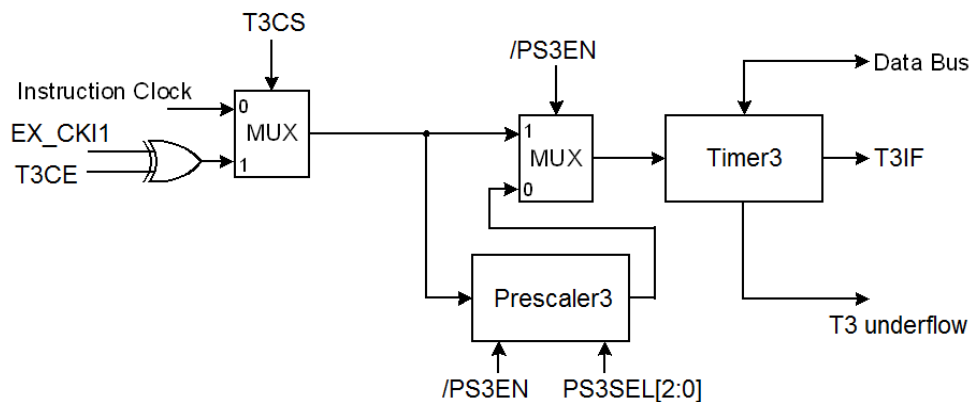 T3CS
/PS3EN
Data Bus
Instruction Clock
0
MUX
EX_CKI1
1
T3CE
1
MUX
0
Timer3
T3IF
Prescaler3
T3 underflow
/PS3EN
PS3SEL[2:0]